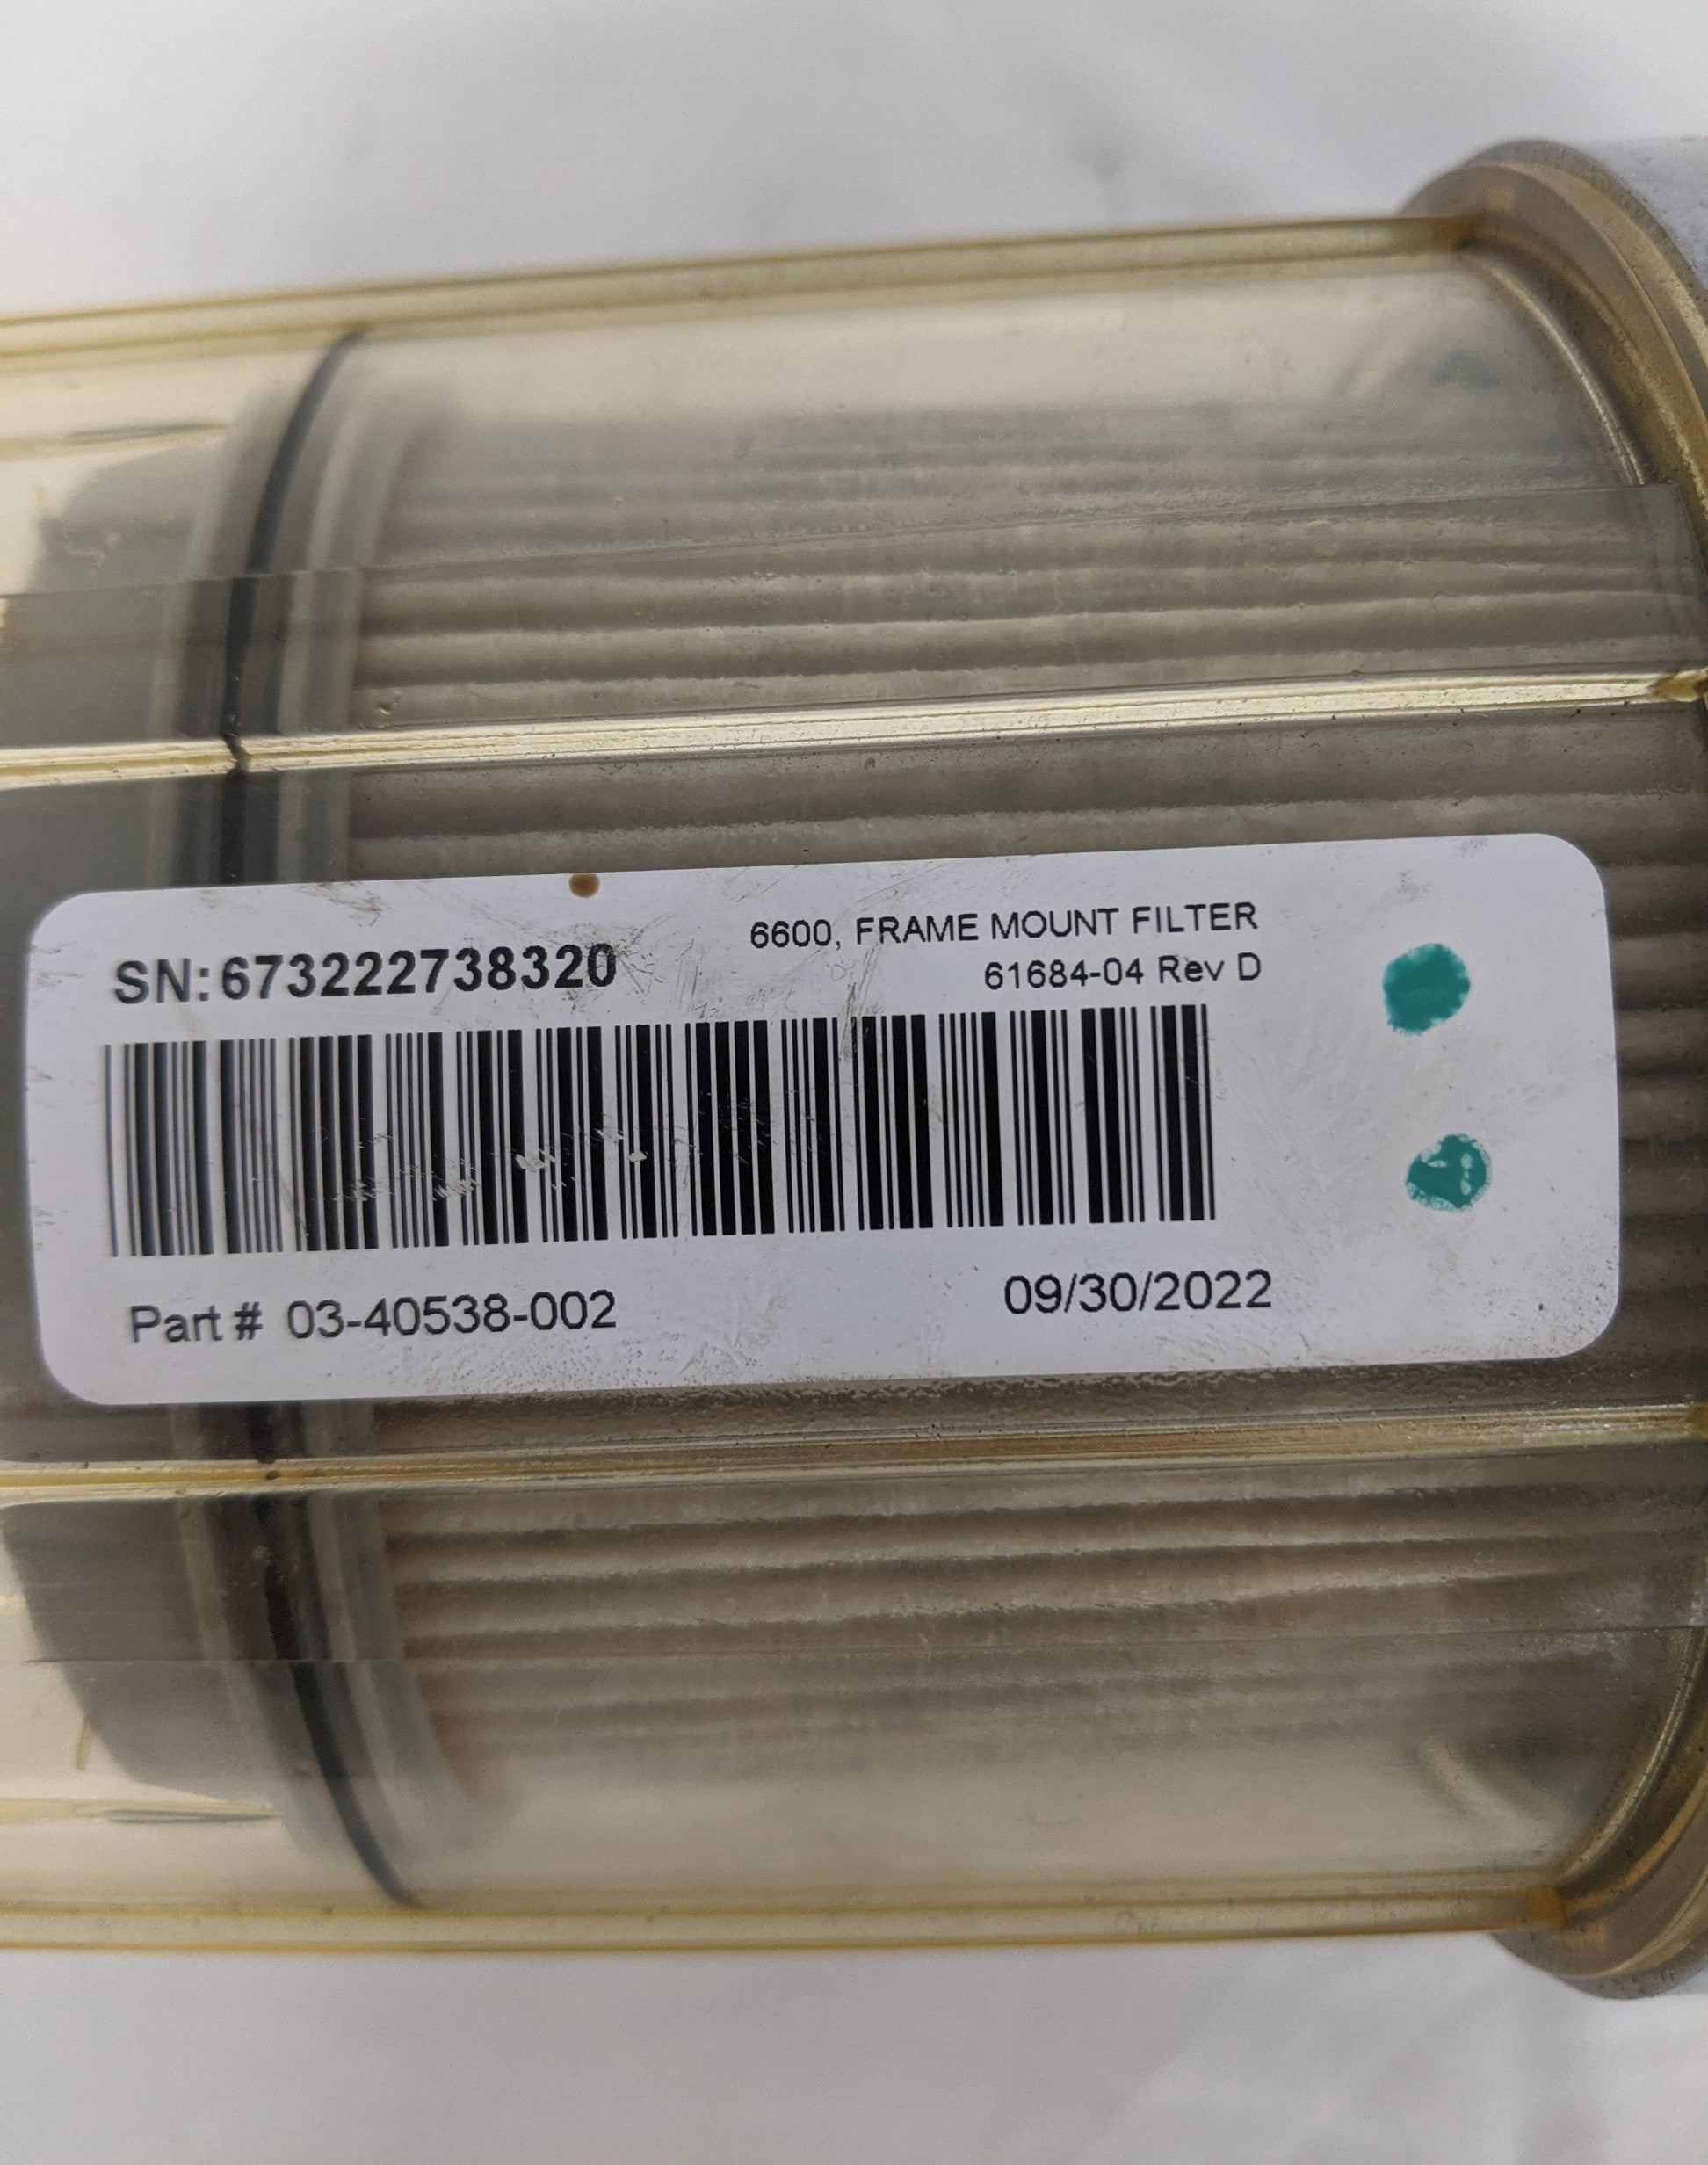 6600, FRAME MOUNT FILTER
SN:673222738320
61684-04 Rev D
Part # 03-40538-002
09/30/2022